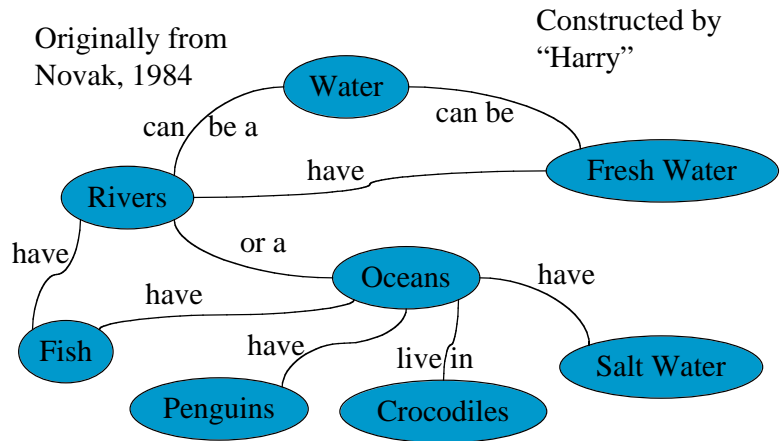 Originally from
Novak, 1984
Constructed by
“Harry”
Water
can be a
can be
Fresh Water
have
Rivers
have
or a
Oceans
have
have
Fish
have
live in
Salt Water
Penguins
Crocodiles